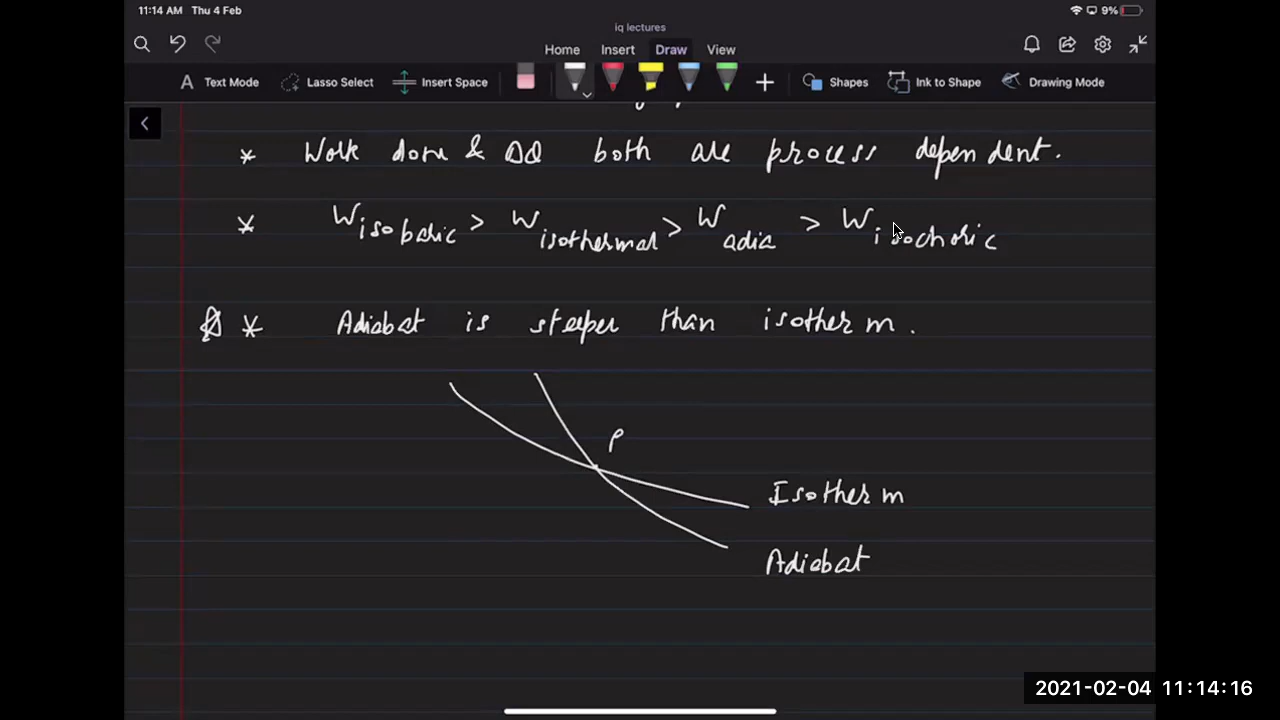 11:14 AM Thu 4 Feb
9%
iq lectures
Home Insert Draw View
Text Mode Lasso Select Insert Space Shapes Ink to Shape Drawing Mode
* Work done & ΔQ both are process dependent.
* W isobaric > W isothermal > W adia > W isochoric
* Adiabat is steeper than isotherm.
P
Isotherm
Adiabat
2021-02-04 11:14:16